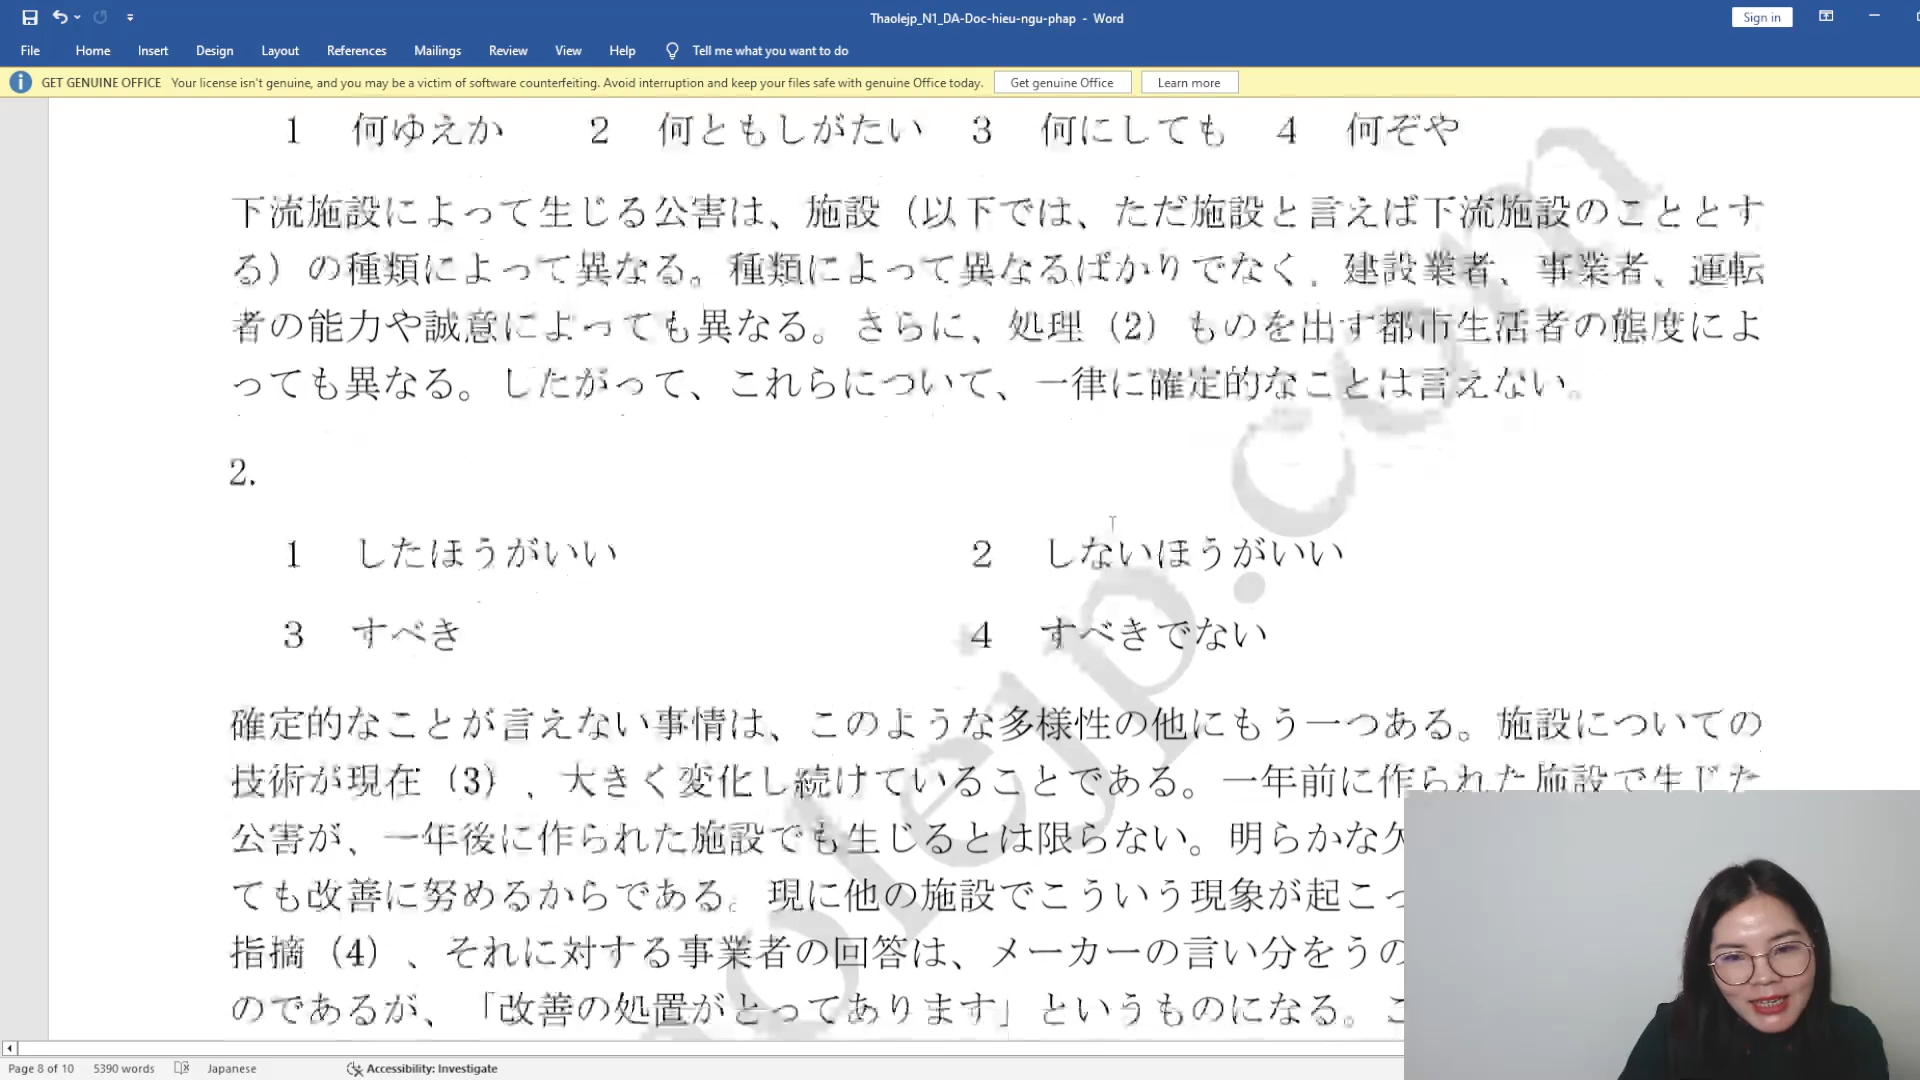 Thaolejp_N1_DA-Doc-hieu-ngu-phap - Word
Sign in
File Home Insert Design Layout References Mailings Review View Help Tell me what you want to do
GET GENUINE OFFICE Your license isn't genuine, and you may be a victim of software counterfeiting. Avoid interruption and keep your files safe with genuine Office today. Get genuine Office Learn more
1 何ゆえか 2 何ともしがたい 3 何にしても 4 何ぞや
下流施設によって生じる公害は、施設（以下では、ただ施設と言えば下流施設のこととす
る）の種類によって異なる。種類によって異なるばかりでなく、建設業者、事業者、運転
者の能力や誠意によっても異なる。さらに、処理（2）ものを出す都市生活者の態度によ
っても異なる。したがって、これらについて、一律に確定的なことは言えない。
2.
1 したほうがいい 2 しないほうがいい
3 すべき 4 すべきでない
確定的なことが言えない事情は、このような多様性の他にもう一つある。施設についての
技術が現在（3）、大きく変化し続けていることである。一年前に作られた施設で生じた
公害が、一年後に作られた施設でも生じるとは限らない。明らかな欠
ても改善に努めるからである。現に他の施設でこういう現象が起こっ
指摘（4）、それに対する事業者の回答は、メーカーの言い分をうの
のであるが、「改善の処置がとってあります」というものになる。こ
Page 8 of 10 5390 words Japanese Accessibility: Investigate
olejp.com